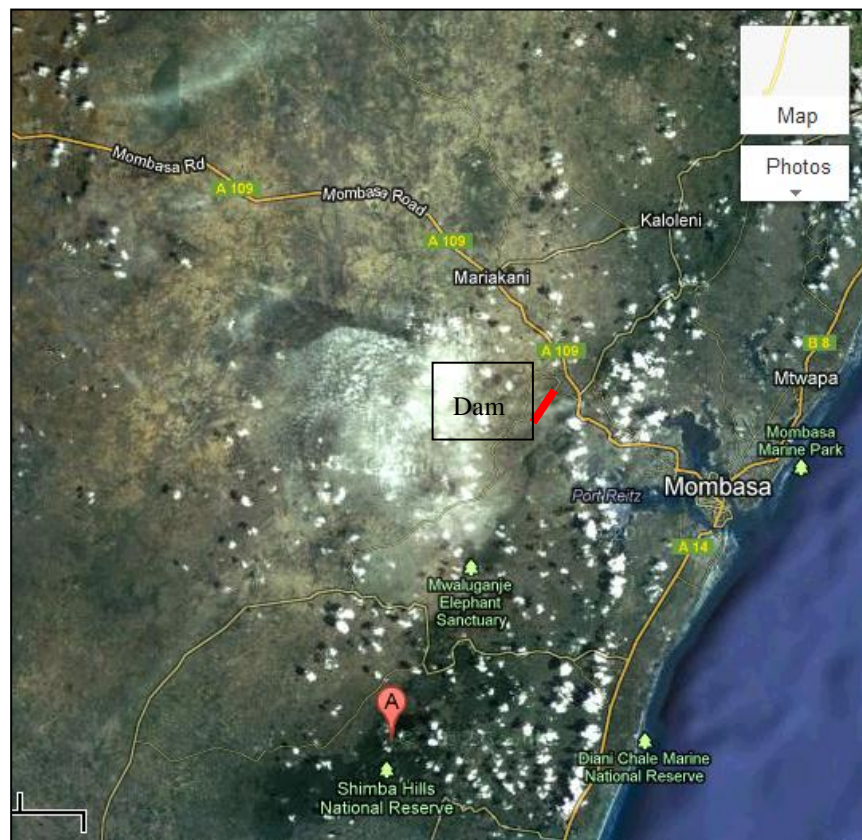 Map
Photos
Mombasa Rd
A 109
Mombasa Road
A 109
Kaloleni
Mariakani
A 109
B 8
Mtwapa
Dam
Mombasa
Marine Park
Port Reitz
Mombasa
A 14
Mwaluganje
Elephant
Sanctuary
A
Diani Chale Marine
National Reserve
Shimba Hills
National Reserve